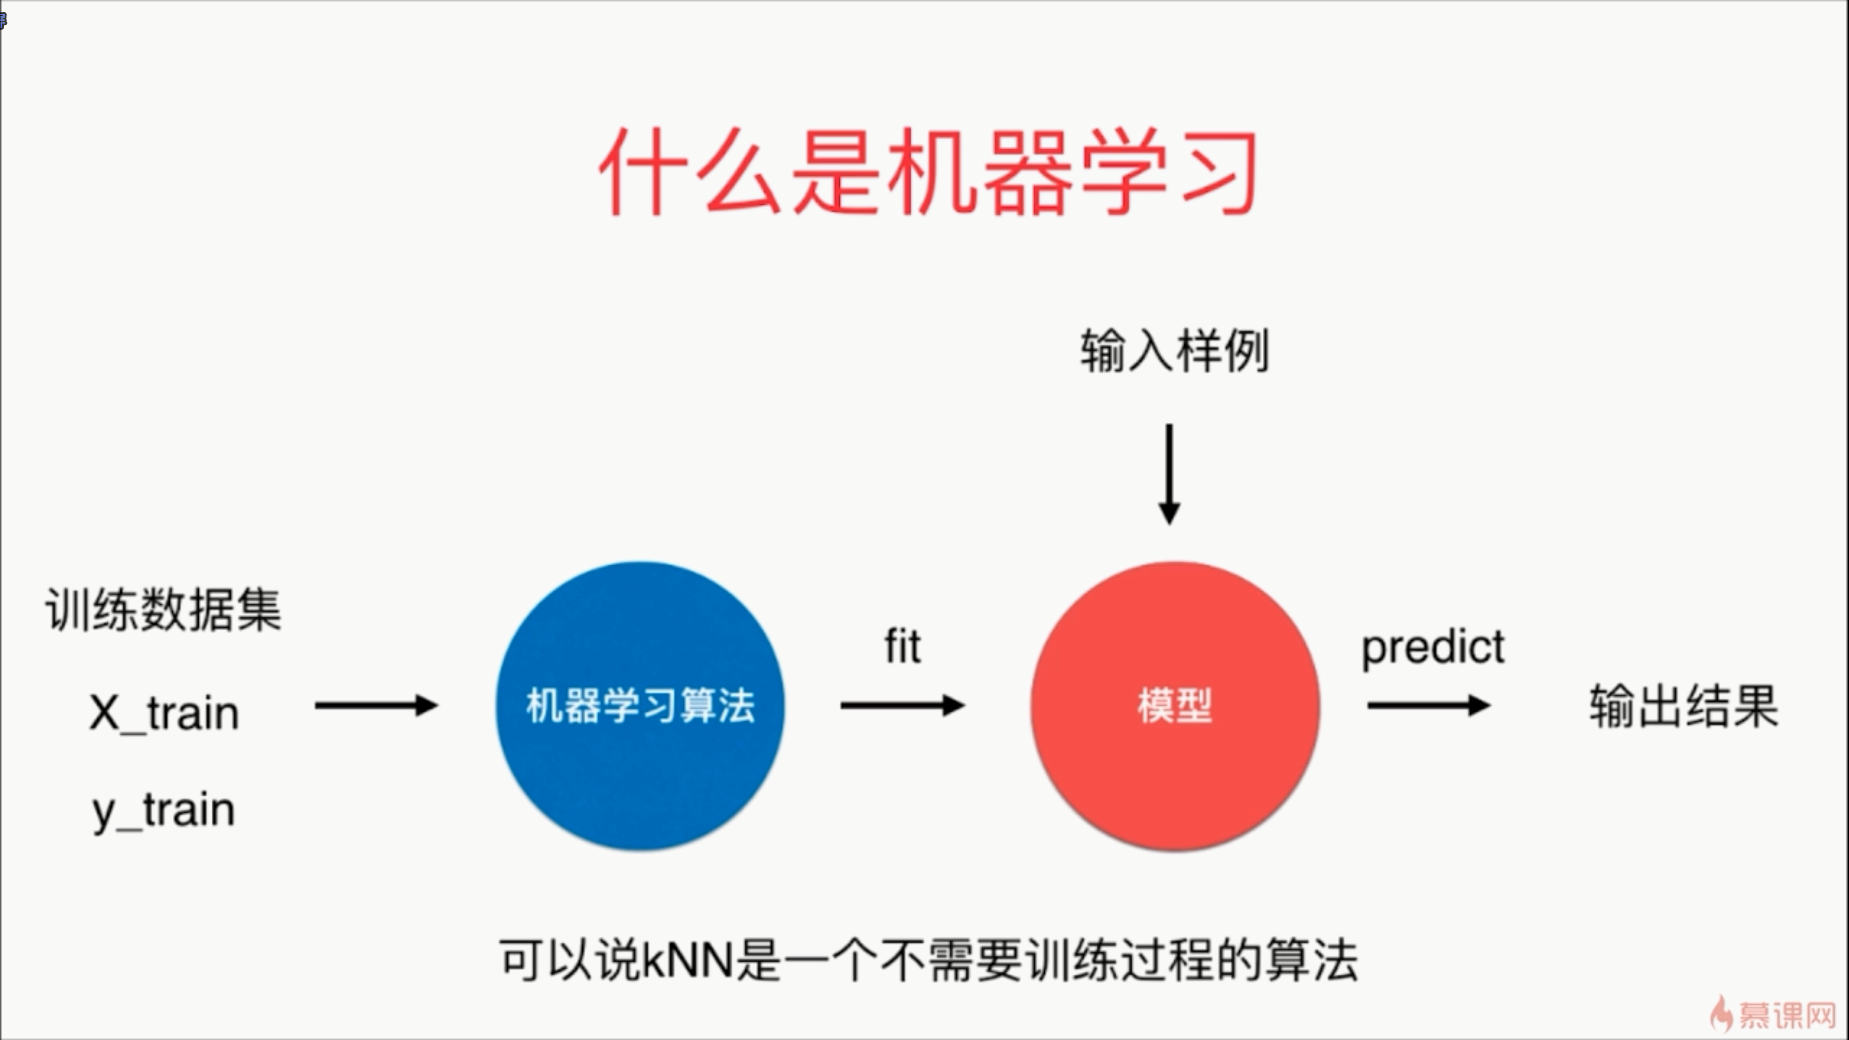 什么是机器学习
输入样例
训练数据集
X_train
y_train
机器学习算法
fit
模型
predict
输出结果
可以说kNN是一个不需要训练过程的算法
慕课网